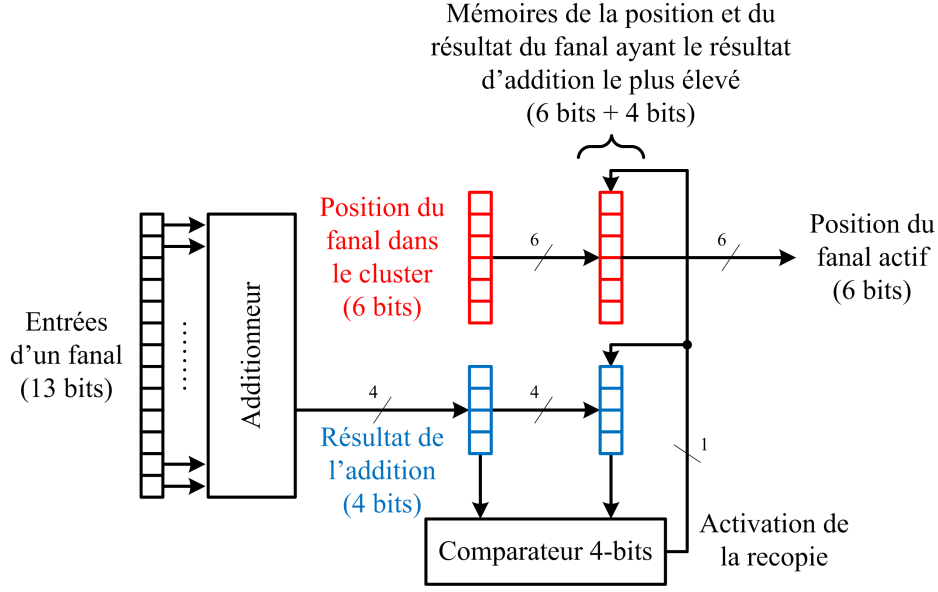 Mémoires de la position et du
résultat du fanal ayant le résultat
d’addition le plus élevé
(6 bits + 4 bits)
Entrées
d’un fanal
(13 bits)
Additionneur
Position du
fanal dans
le cluster
(6 bits)
6
6
Position du
fanal actif
(6 bits)
4
Résultat de
l’addition
(4 bits)
4
1
Comparateur 4-bits
Activation de
la recopie